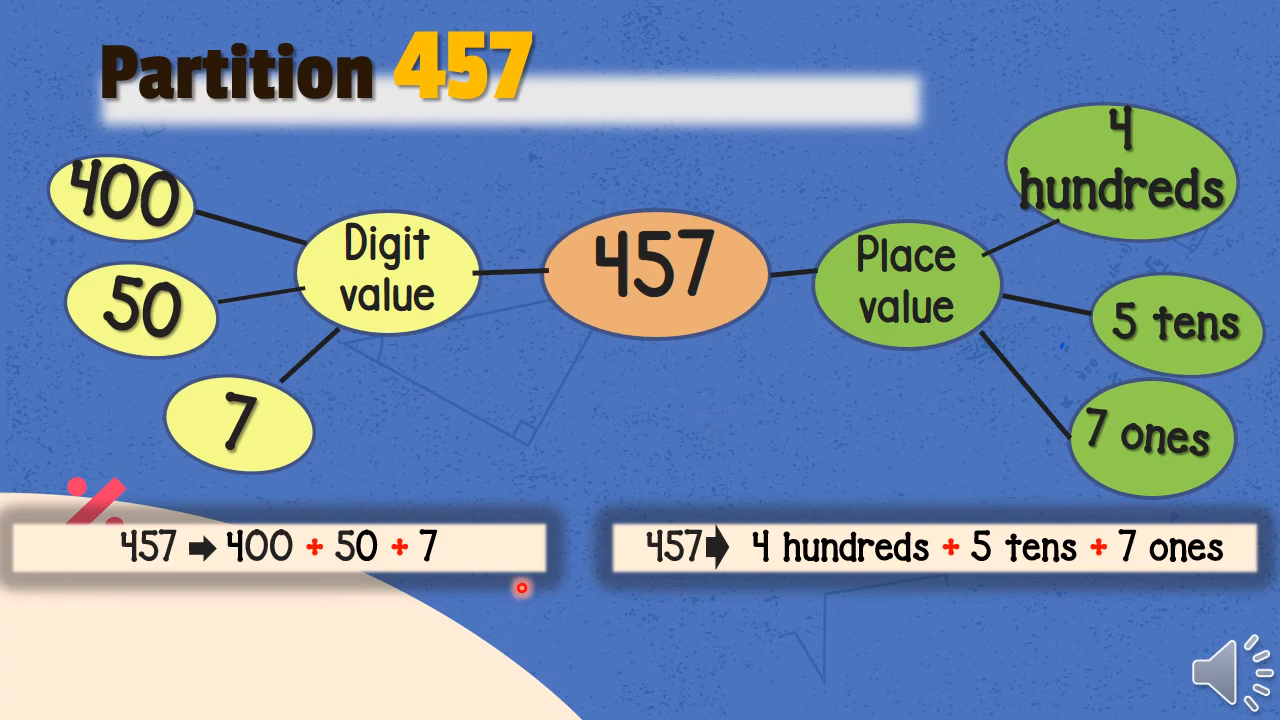 Partition 457
400
50
7
Digit
value
457
Place
value
4
hundreds
5 tens
7 ones
457 ➡ 400 + 50 + 7
457 ➡ 4 hundreds + 5 tens + 7 ones